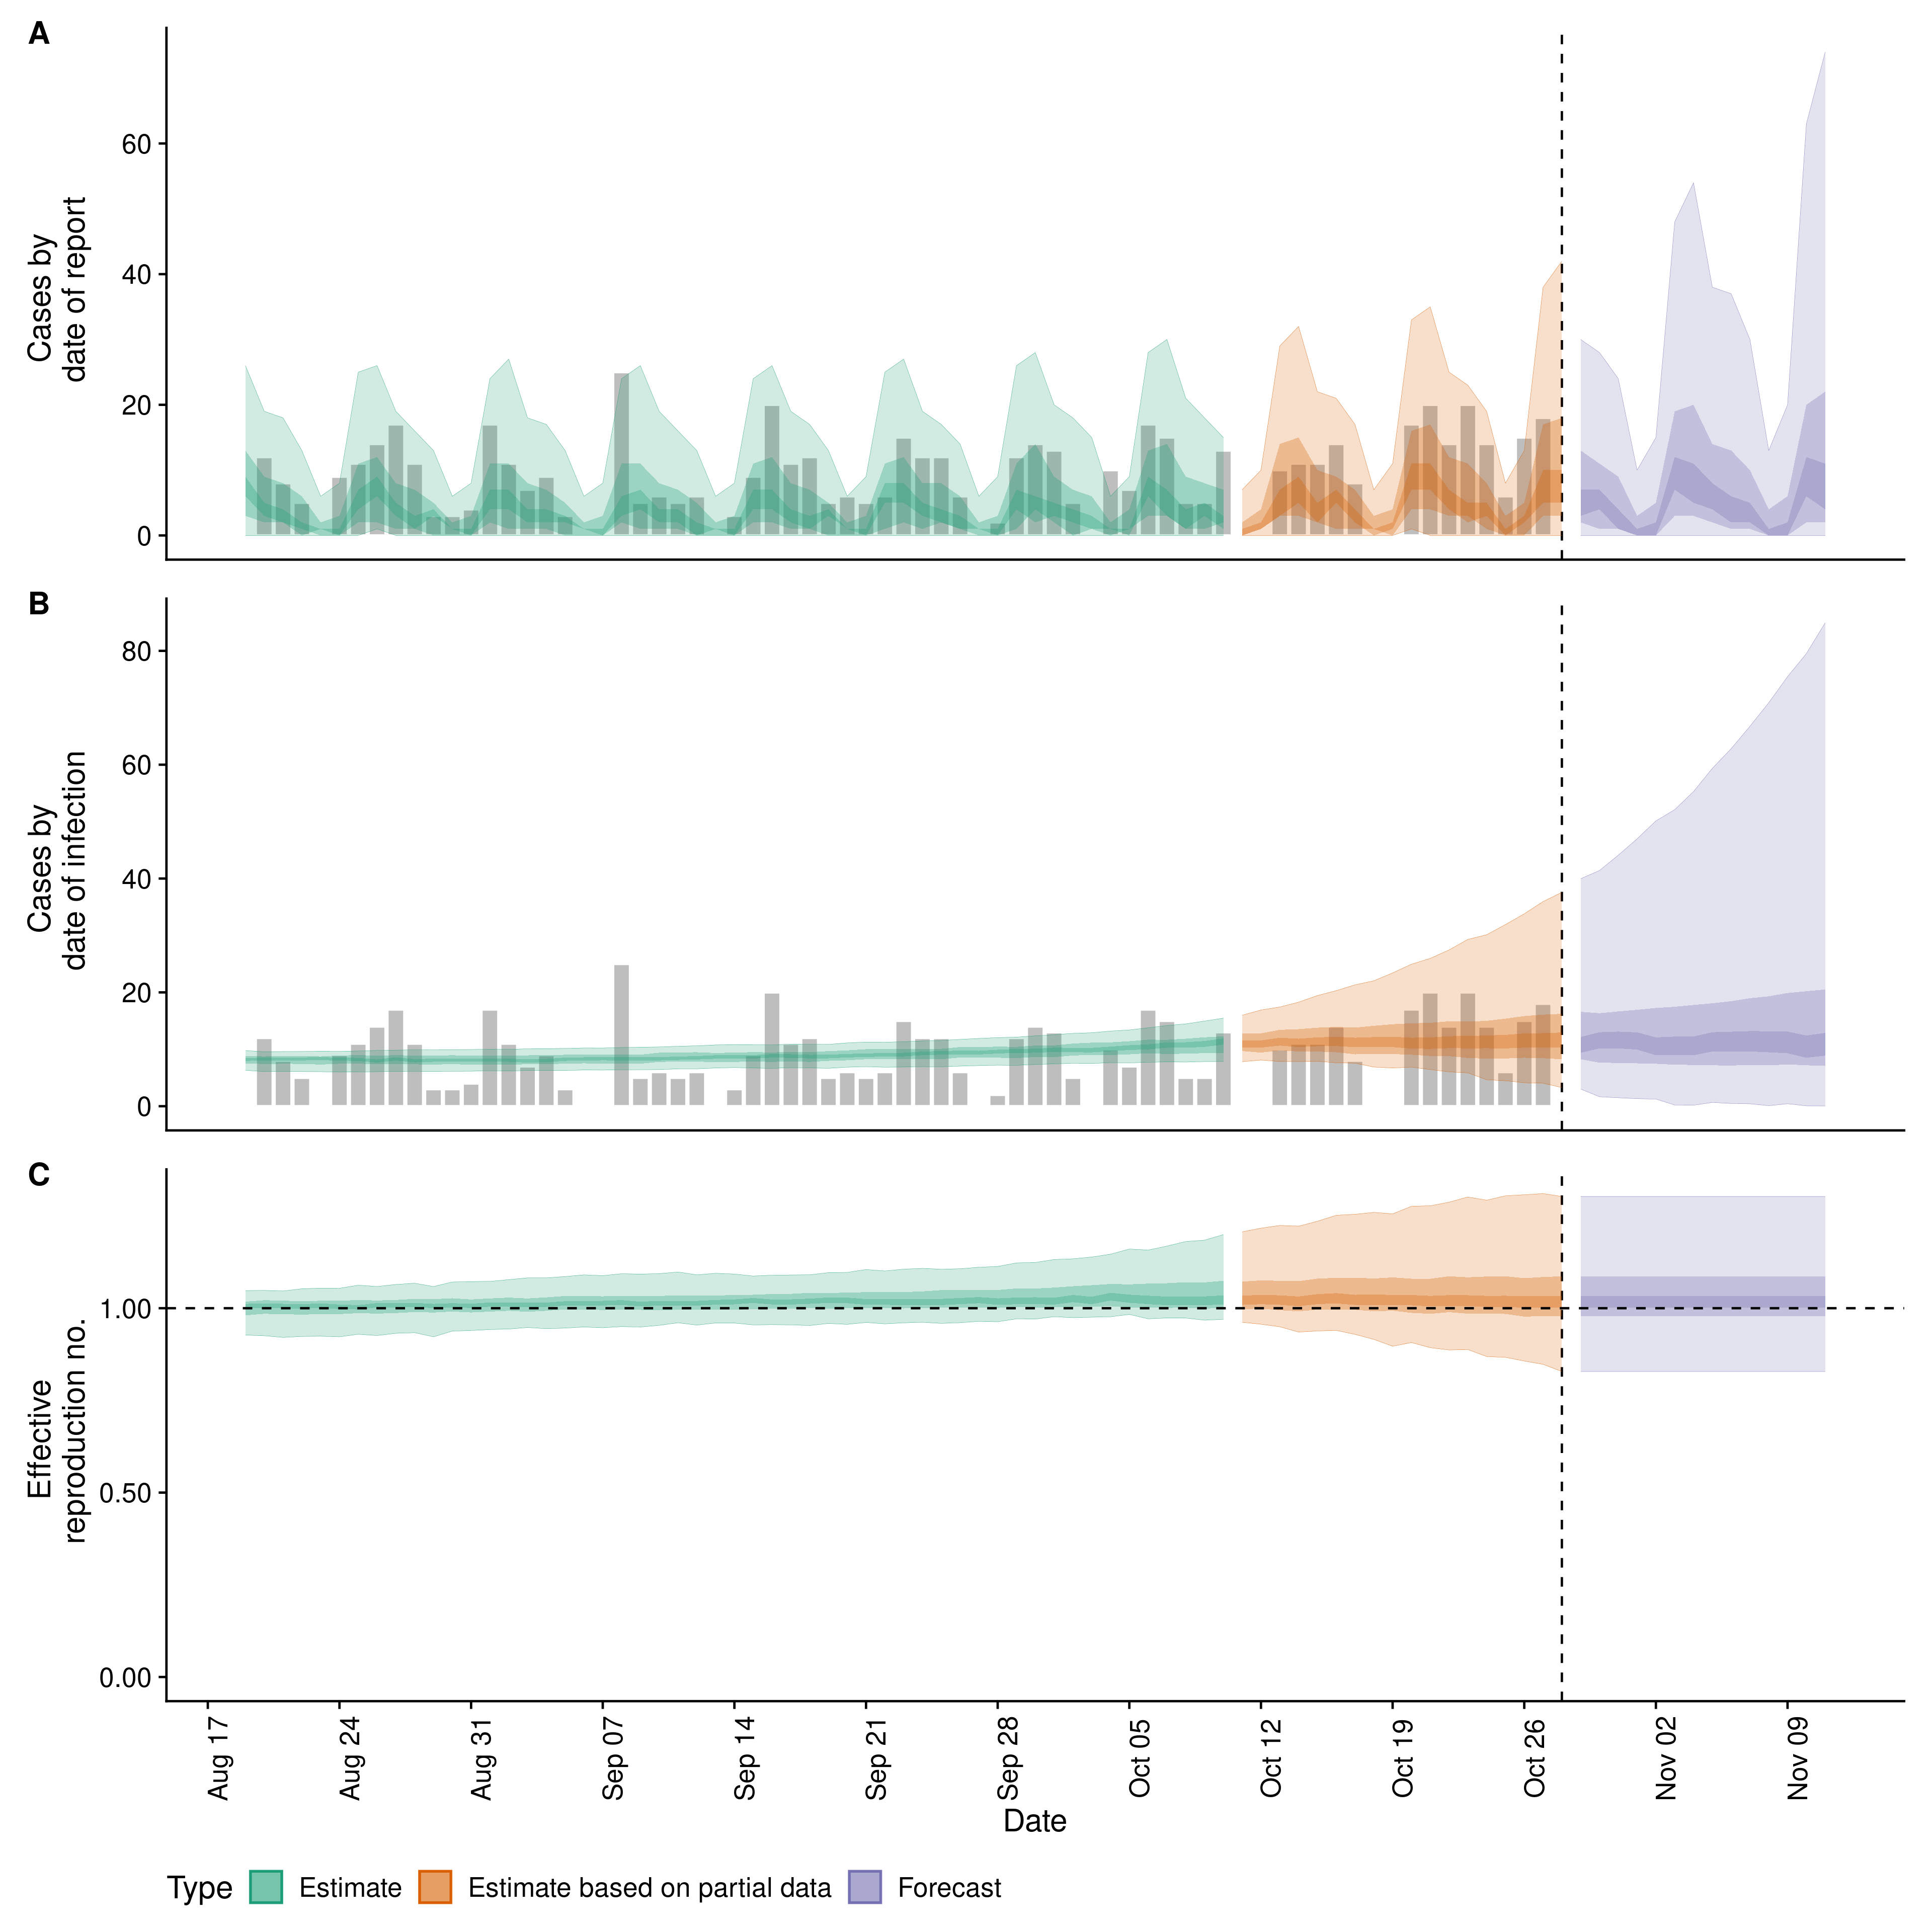 A
Cases by
date of report
60
40
20
0
B
Cases by
date of infection
80
60
40
20
0
C
Effective
reproduction no.
1.00
0.50
0.00
Aug 17
Aug 24
Aug 31
Sep 07
Sep 14
Sep 21
Sep 28
Oct 05
Oct 12
Oct 19
Oct 26
Nov 02
Nov 09
Date
Type Estimate Estimate based on partial data Forecast